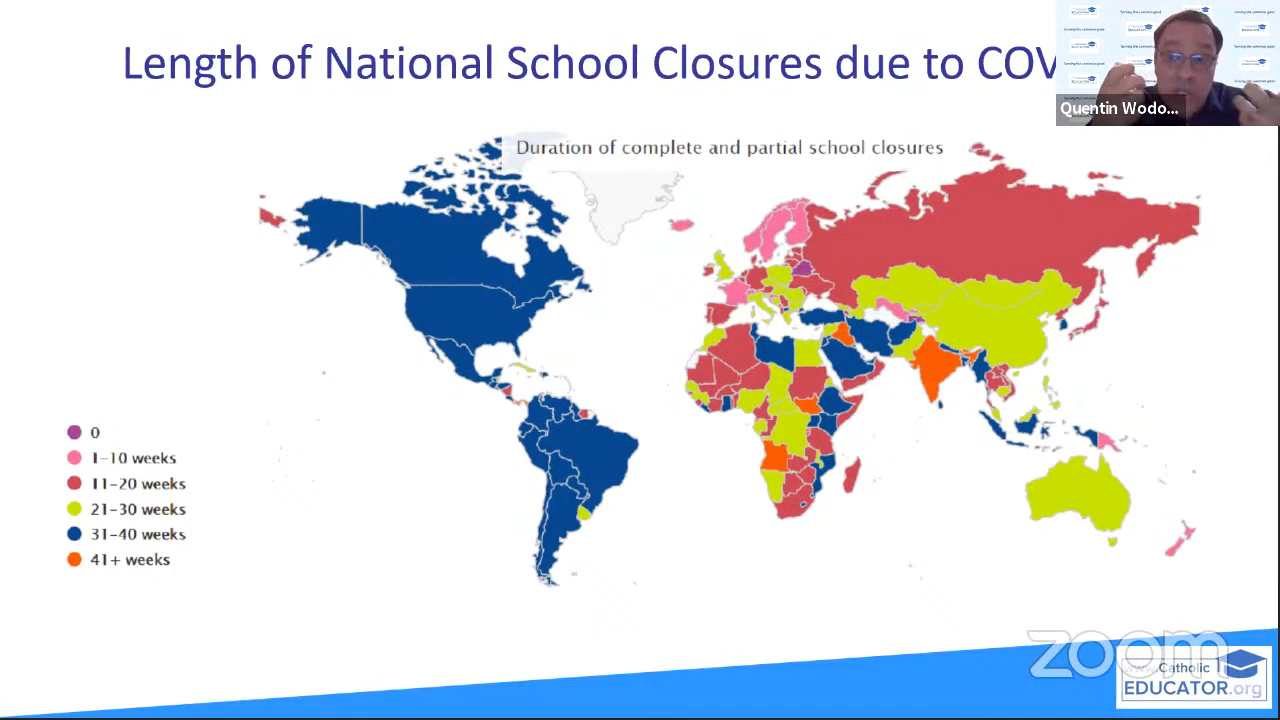 Length of National School Closures due to COV
Quentin Wodo...
Duration of complete and partial school closures
0
1-10 weeks
11-20 weeks
21-30 weeks
31-40 weeks
41+ weeks
zoom
www.Catholic
EDUCATOR.org